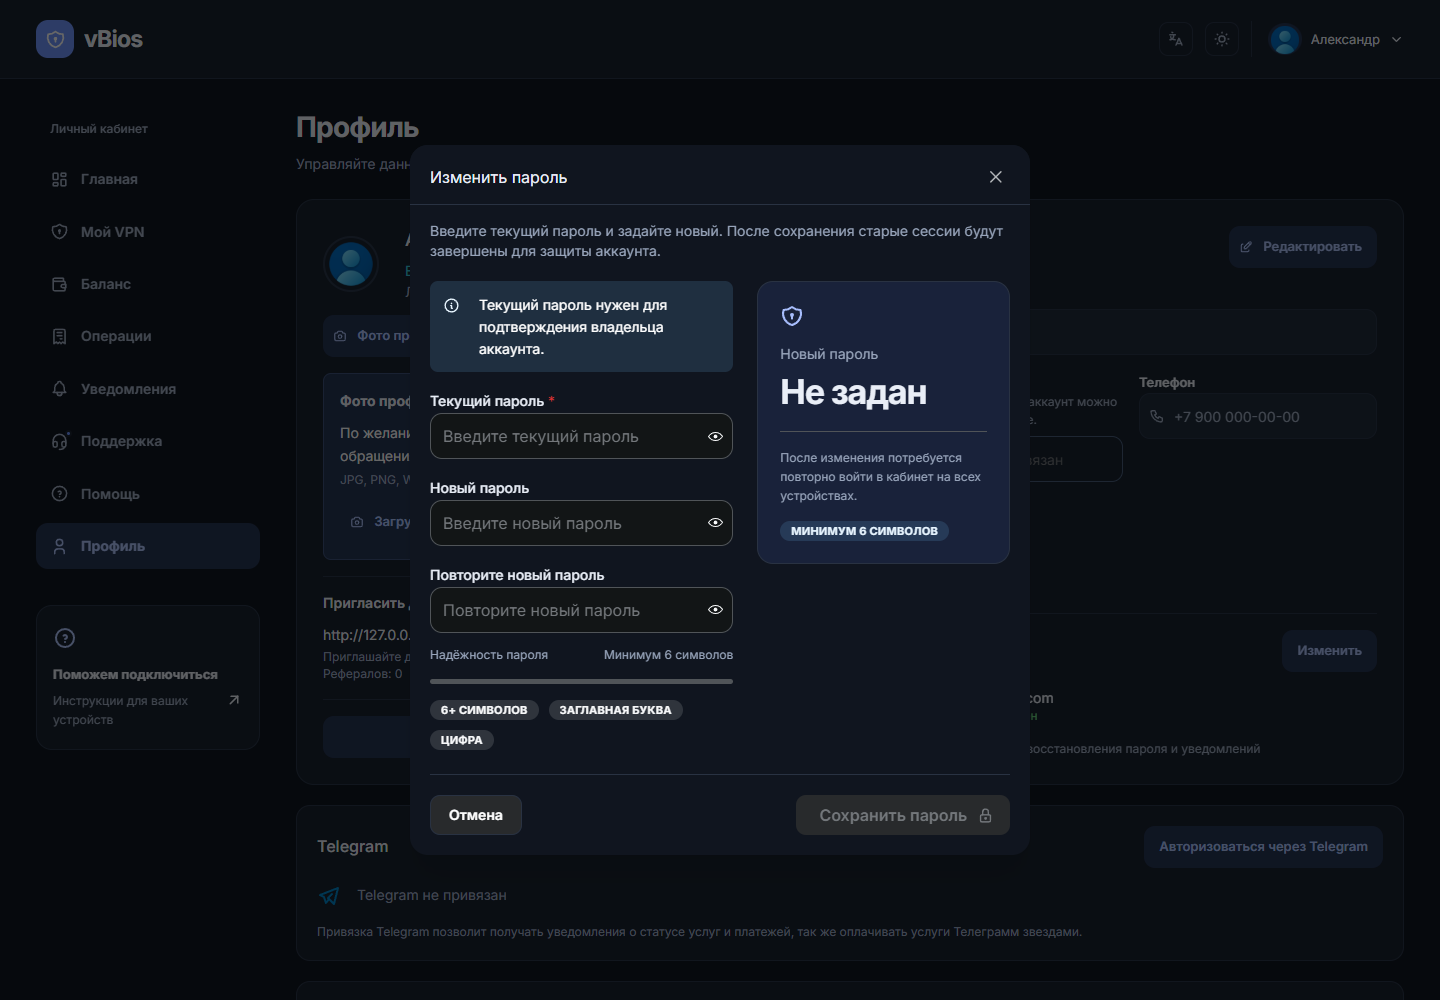 vBios
Александр
Личный кабинет
Главная
Мой VPN
Баланс
Операции
Уведомления
Поддержка
Помощь
Профиль
Поможем подключиться
Инструкции для ваших
устройств
Профиль
Управляйте
Редактировать
Фото
Фото
По
JPG, PNG,
Пригласить
http://127.0.0.
Приглашайте
Рефералов: 0
аккаунт можно
Телефон
+7 900 000-00-00
Изменить
com
восстановления пароля и уведомлений
Изменить пароль
Введите текущий пароль и задайте новый. После сохранения старые сессии будут
завершены для защиты аккаунта.
Текущий пароль нужен для
подтверждения владельца
аккаунта.
Текущий пароль *
Введите текущий пароль
Новый пароль
Введите новый пароль
Повторите новый пароль
Повторите новый пароль
Надёжность пароля
Минимум 6 символов
6+ СИМВОЛОВ
ЗАГЛАВНАЯ БУКВА
ЦИФРА
Новый пароль
Не задан
После изменения потребуется
повторно войти в кабинет на всех
устройствах.
МИНИМУМ 6 СИМВОЛОВ
Отмена
Сохранить пароль
Telegram
Авторизоваться через Telegram
Telegram не привязан
Привязка Telegram позволит получать уведомления о статусе услуг и платежей, так же оплачивать услуги Телеграмм звездами.